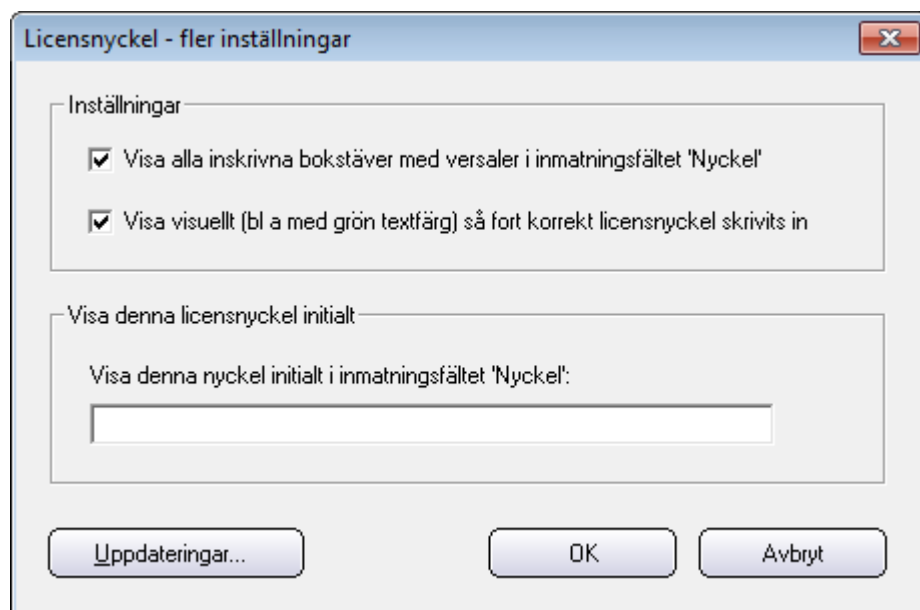 Licensnyckel - fler inställningar
Inställningar
Visa alla inskrivna bokstäver med versaler i inmatningsfältet 'Nyckel'
Visa visuellt (bl a med grön textfärg) så fort korrekt licensnyckel skrivits in
Visa denna licensnyckel initialt
Visa denna nyckel initialt i inmatningsfältet 'Nyckel':
Uppdateringar... OK Avbryt